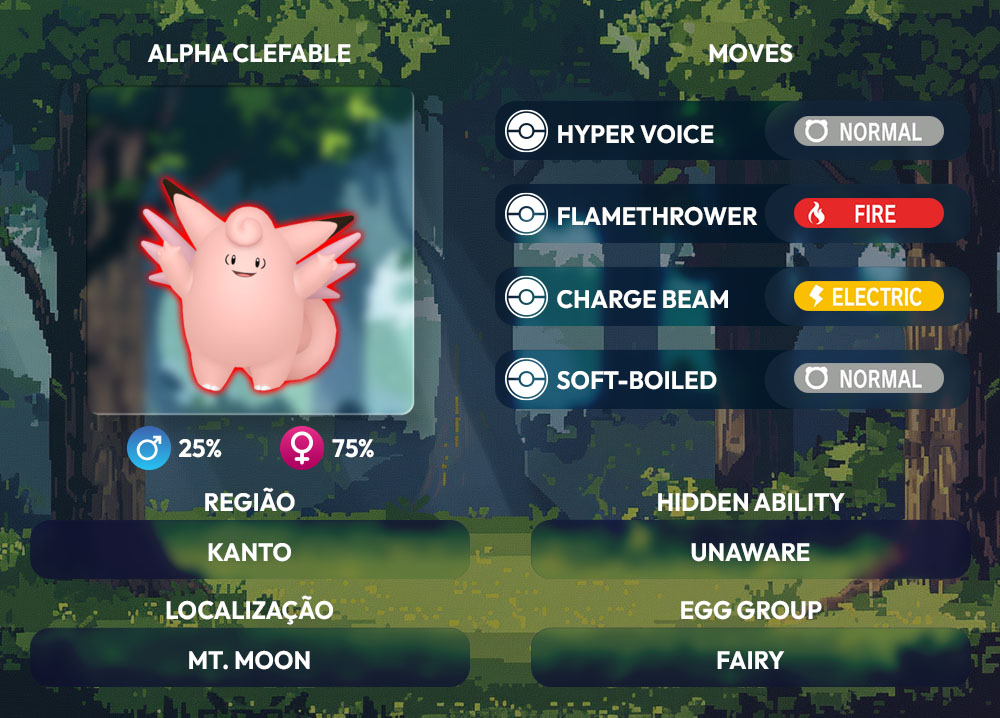 ALPHA CLEFABLE
25%
75%
REGIÃO
KANTO
LOCALIZAÇÃO
MT. MOON
MOVES
HYPER VOICE NORMAL
FLAMETHROWER FIRE
CHARGE BEAM ELECTRIC
SOFT-BOILED NORMAL
HIDDEN ABILITY
UNAWARE
EGG GROUP
FAIRY